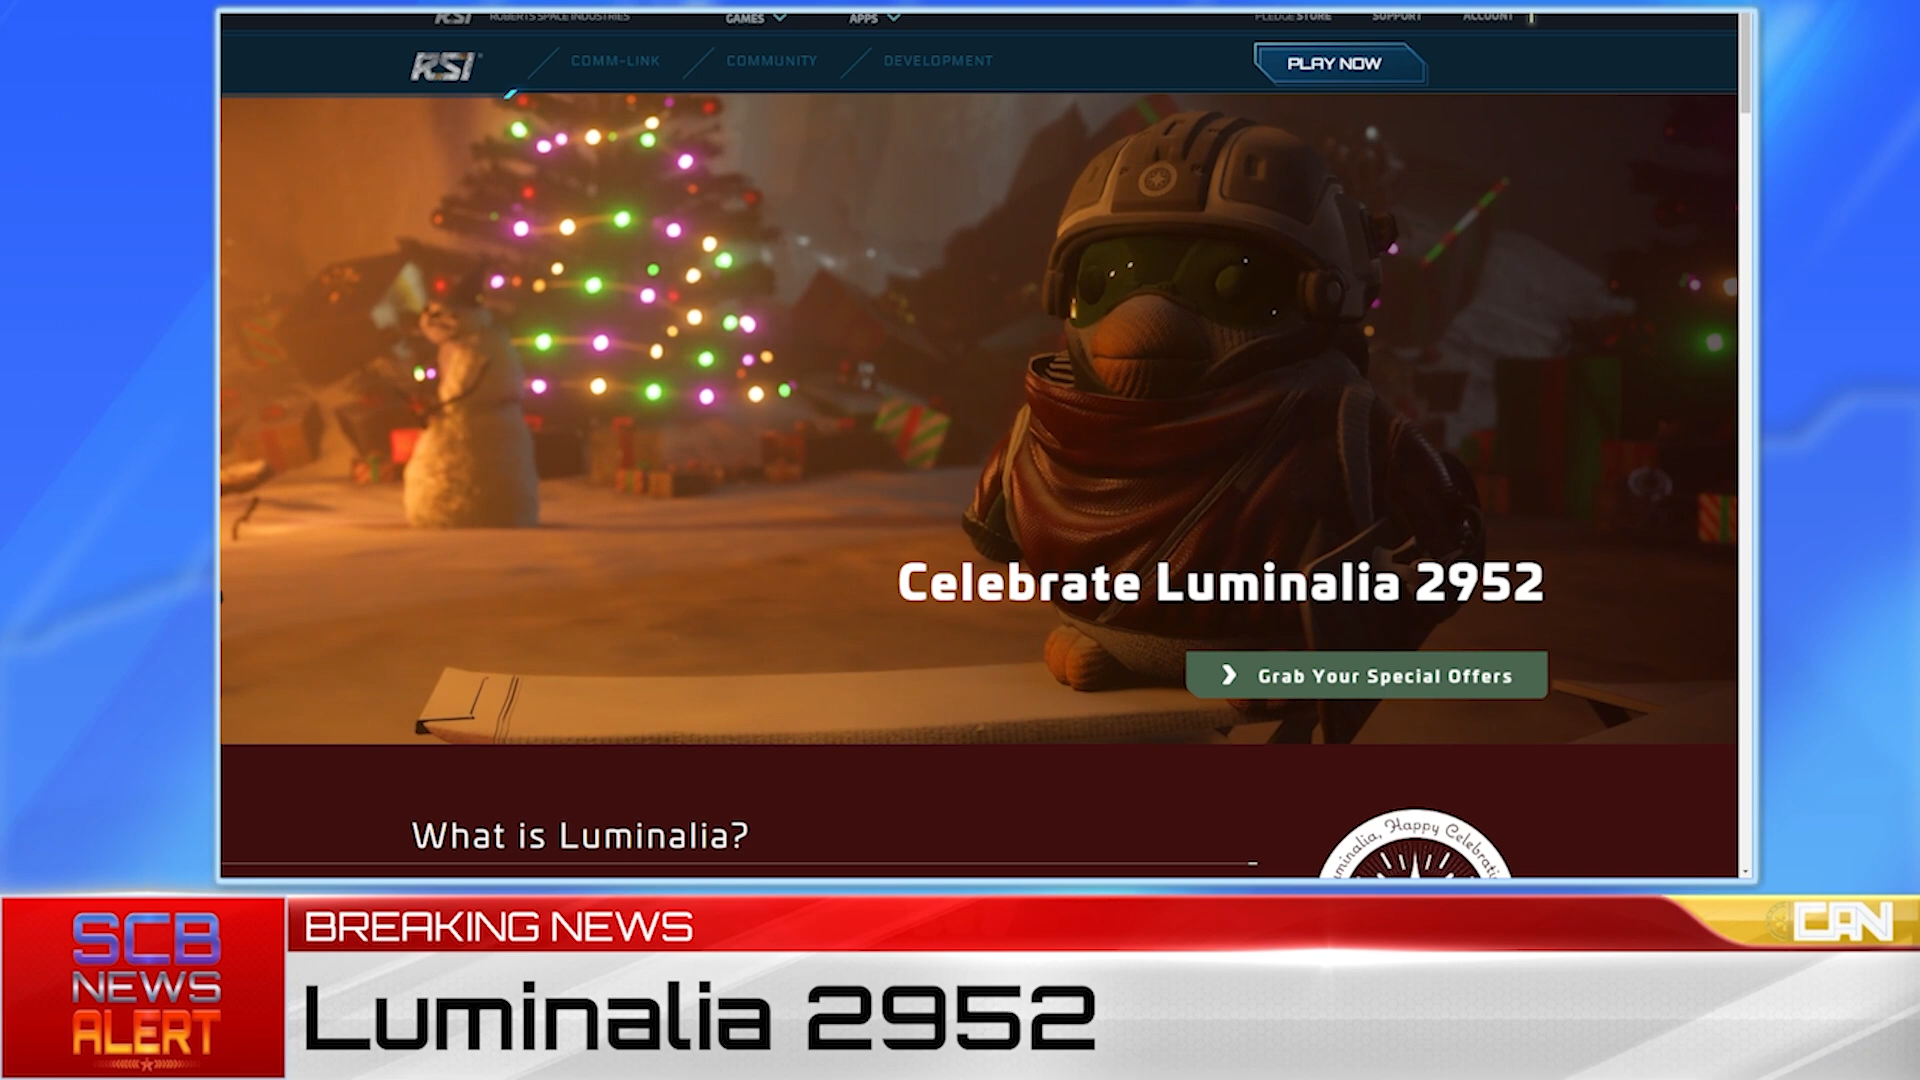 RSI ROBERTS SPACE INDUSTRIES GAMES APPS PLEDGE STORE SUPPORT ACCOUNT
RSI COMM-LINK COMMUNITY DEVELOPMENT PLAY NOW
Celebrate Luminalia 2952
Grab Your Special Offers
What is Luminalia?
Happy
BREAKING NEWS
CAN
SCB
NEWS
ALERT
Luminalia 2952